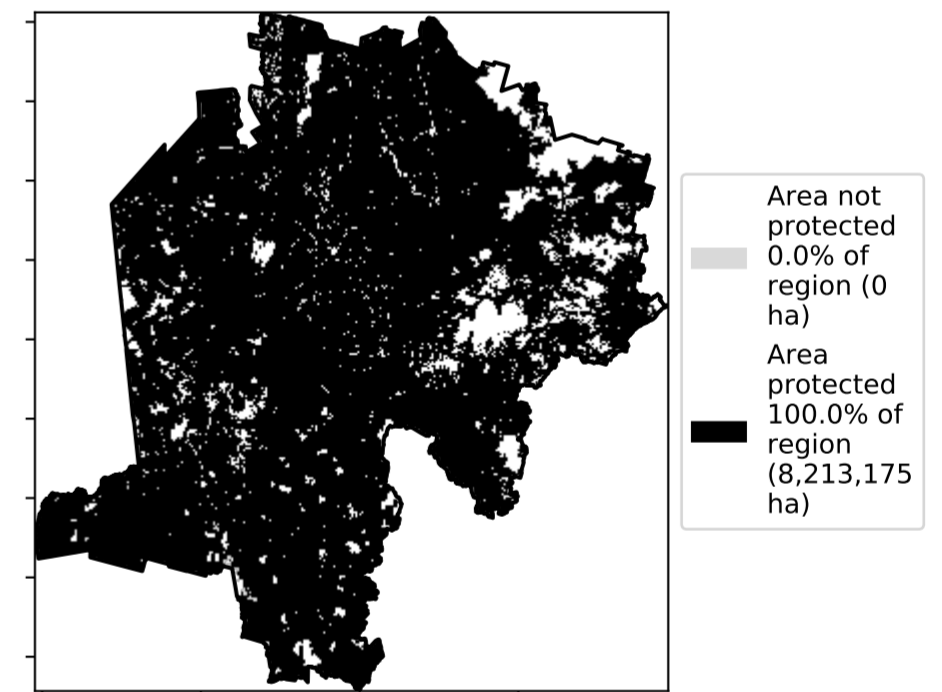 Area not
protected
0.0% of
region (0
ha)
Area
protected
100.0% of
region
(8,213,175
ha)